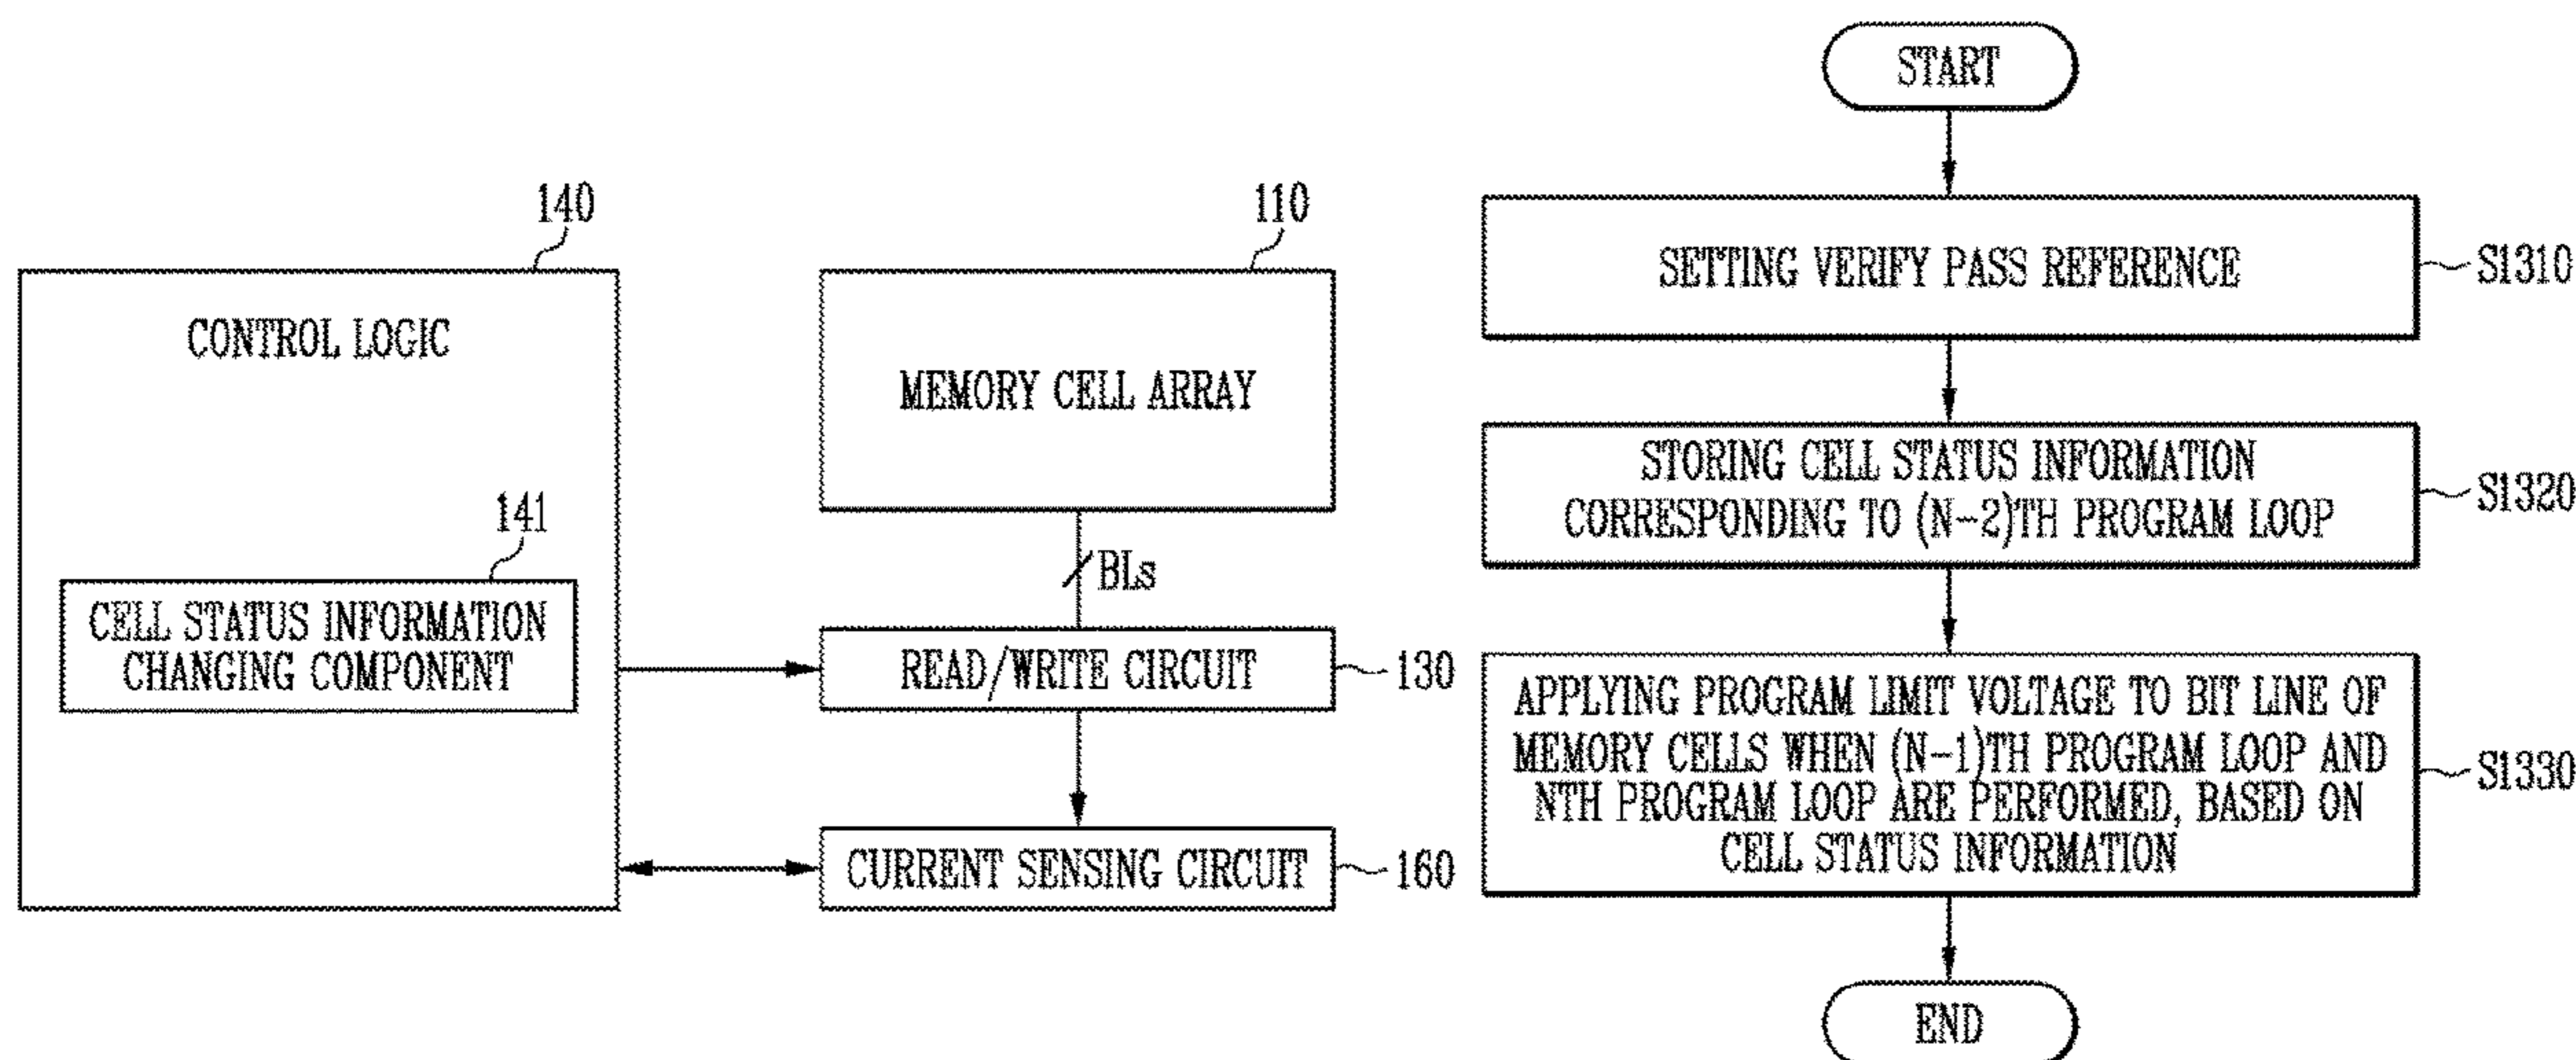 140
CONTROL LOGIC
141
CELL STATUS INFORMATION
CHANGING COMPONENT
110
MEMORY CELL ARRAY
BLs
READ/WRITE CIRCUIT
130
CURRENT SENSING CIRCUIT
160
START
SETTING VERIFY PASS REFERENCE
S1310
STORING CELL STATUS INFORMATION
CORRESPONDING TO (N-2)TH PROGRAM LOOP
S1320
APPLYING PROGRAM LIMIT VOLTAGE TO BIT LINE OF
MEMORY CELLS WHEN (N-1)TH PROGRAM LOOP AND
NTH PROGRAM LOOP ARE PERFORMED, BASED ON
CELL STATUS INFORMATION
S1330
END